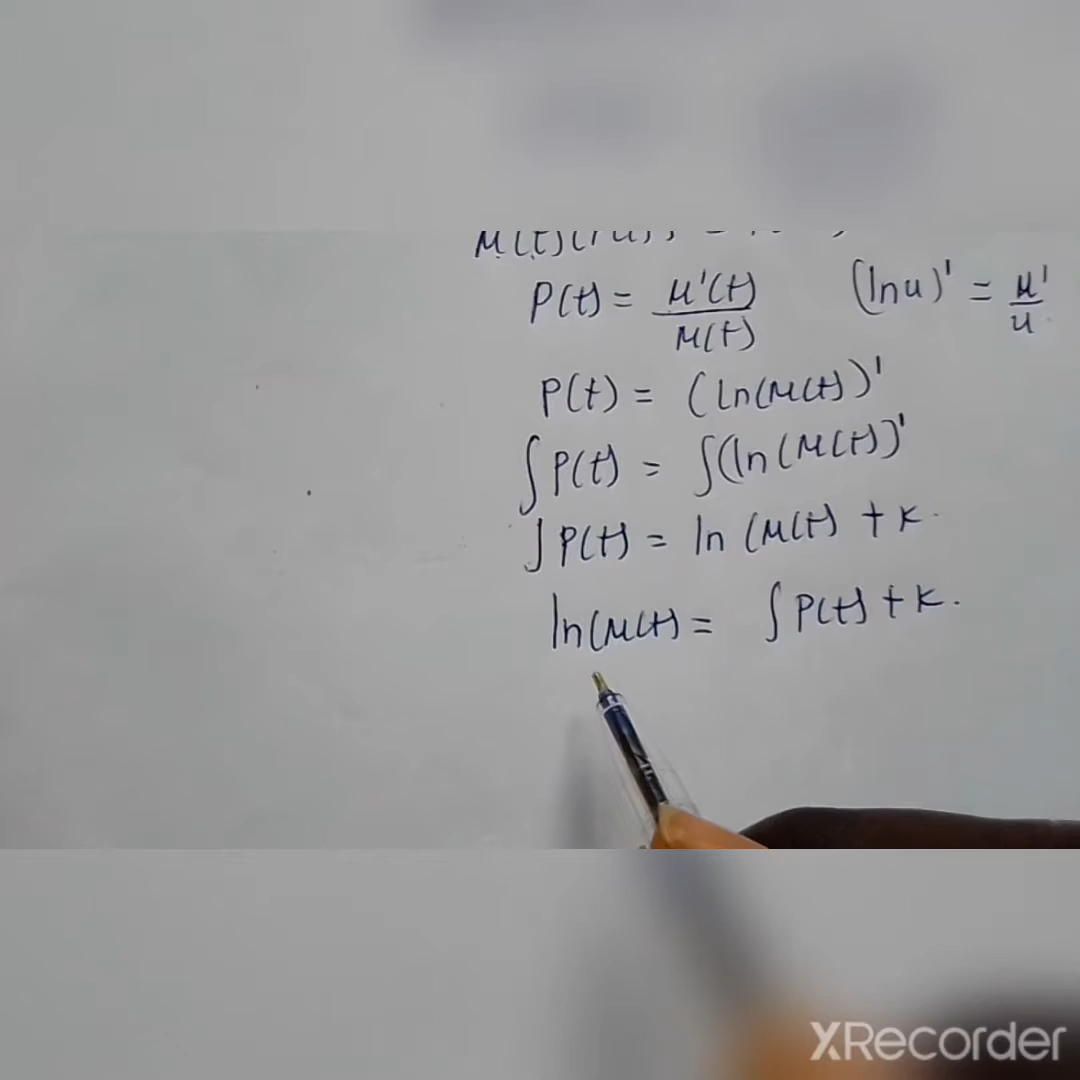 P(t) = μ'(t)/μ(t) (ln u)' = u'/u
P(t) = (ln(μ(t))'
∫P(t) = ∫(ln(μ(t))'
∫P(t) = ln (μ(t) + K.
ln(μ(t) = ∫P(t) + K.
XRecorder